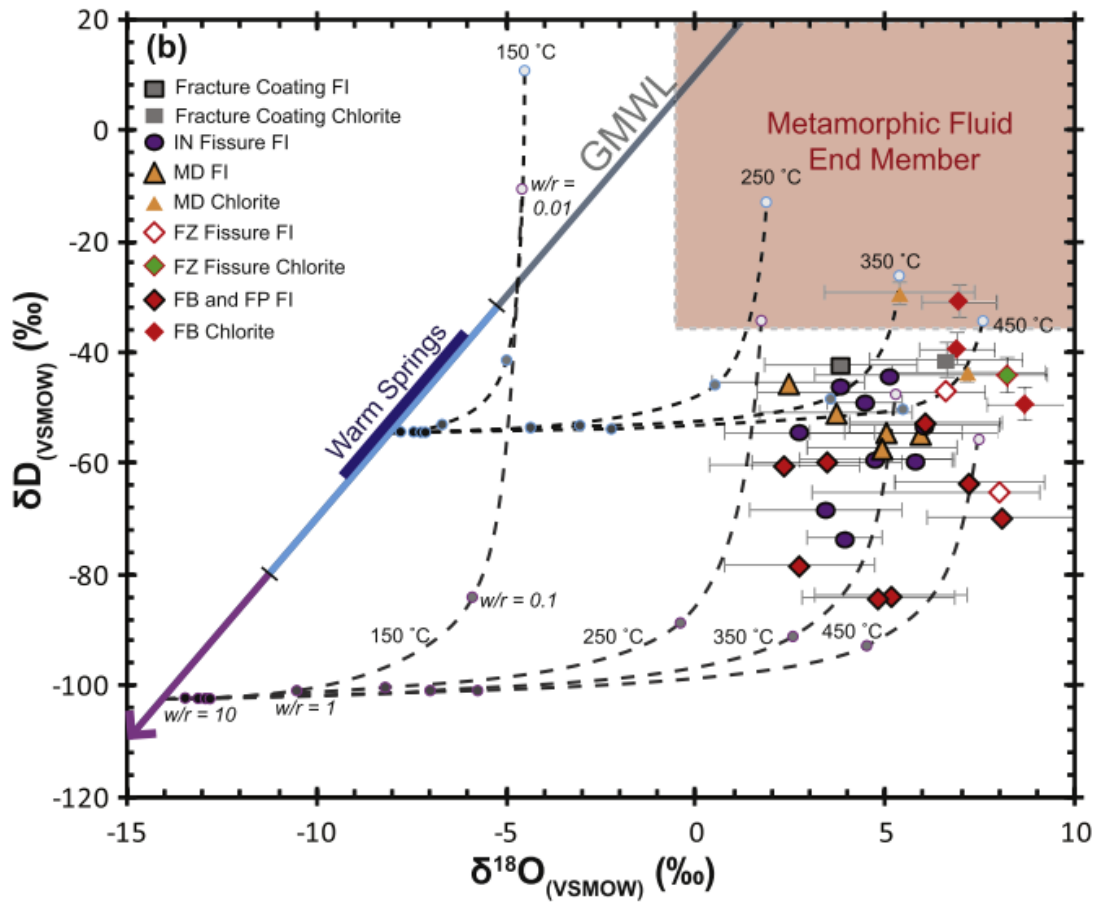 (b)
Fracture Coating FI
Fracture Coating Chlorite
IN Fissure FI
MD FI
MD Chlorite
FZ Fissure FI
FZ Fissure Chlorite
FB and FP FI
FB Chlorite
150 ˚C
GMWL
Metamorphic Fluid
End Member
w/r =
0.01
250 ˚C
350 ˚C
450 ˚C
Warm Springs
w/r = 0.1
150 ˚C
250 ˚C
350 ˚C
450 ˚C
w/r = 10
w/r = 1
20
0
-20
-40
-60
-80
-100
-120
δD(VSMOW) (‰)
-15
-10
-5
0
5
10
δ¹⁸O(VSMOW) (‰)